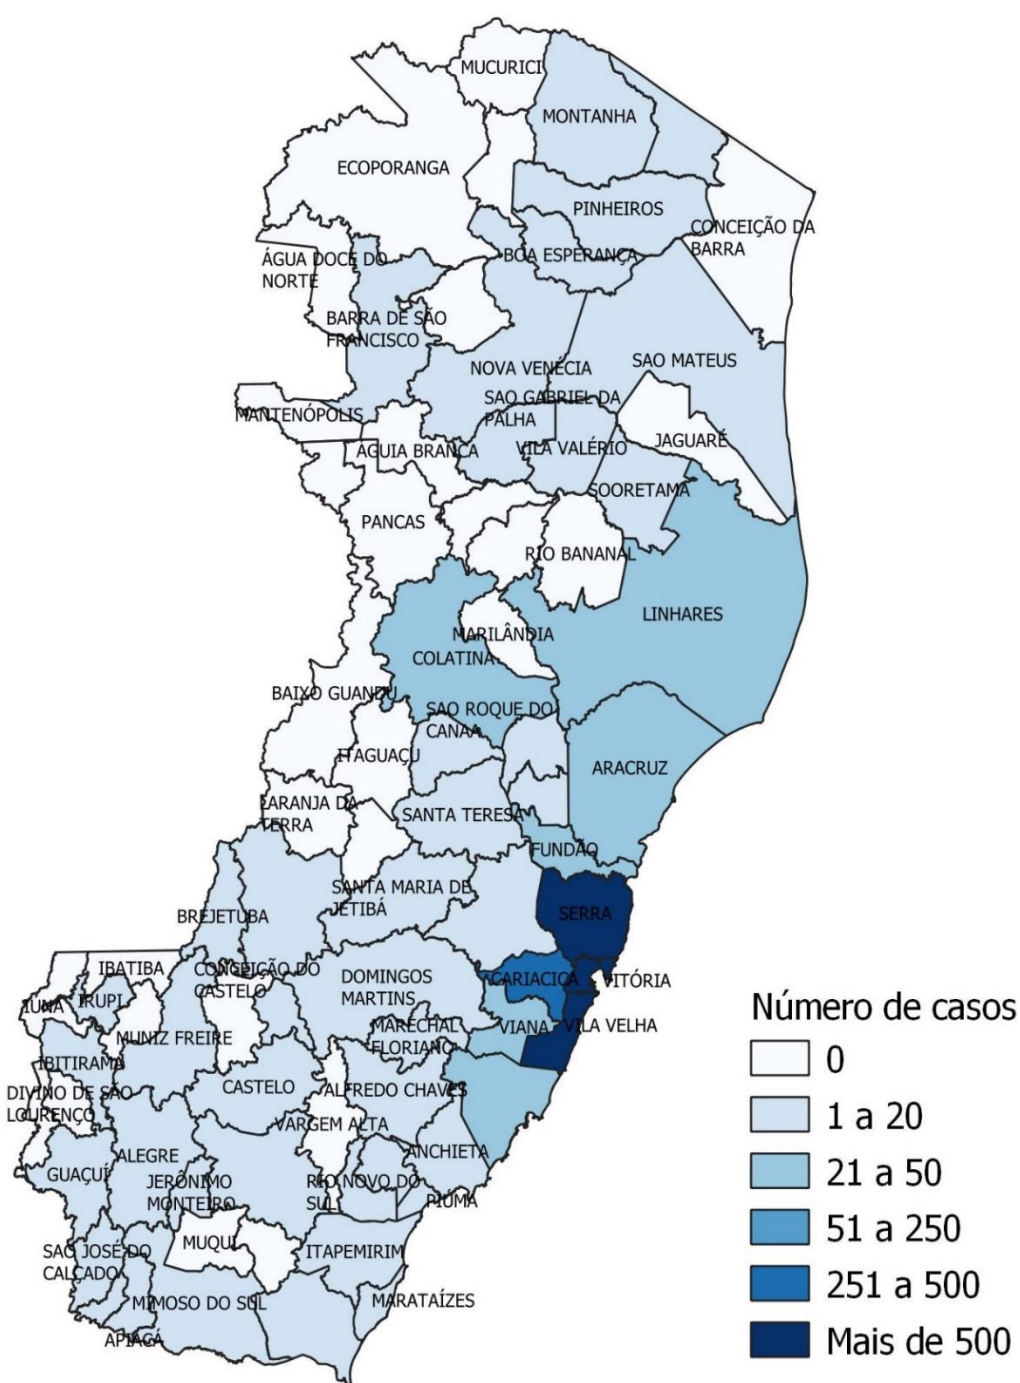 MUCURICI
MONTANHA
ECOPORANGA
PINHEIROS
CONCEIÇÃO DA
BARRA
BOA ESPERANÇA
ÁGUA DOCE DO
NORTE
BARRA DE SÃO
FRANCISCO
SAO MATEUS
NOVA VENÉCIA
SAO GABRIEL DA
PALHA
MANTENÓPOLIS
JAGUARÉ
ÁGUIA BRANCA
VILA VALÉRIO
SOORETAMA
PANCAS
RIO BANANAL
LINHARES
MARILÂNDIA
COLATINA
BAIXO GUANDU
SAO ROQUE DO
CANAA
ITAGUAÇU
ARACRUZ
LARANJA DA
TERRA
SANTA TERESA
FUNDÃO
SANTA MARIA DE
JETIBÁ
BREJETUBA
SERRA
IBATIBA
CONCEIÇÃO DO
CASTELO
DOMINGOS
MARTINS
CARIACICA
VITÓRIA
IÚNA
IRUPI
MUNIZ FREIRE
MARECHAL
FLORIANO
VIANA
VILA VELHA
IBITIRAMA
CASTELO
ALFREDO CHAVES
DIVINO DE SÃO
LOURENÇO
VARGEM ALTA
ALEGRE
ANCHIETA
GUAÇUÍ
JERÔNIMO
MONTEIRO
RIO NOVO DO
SUL
PIÚMA
MUQUI
SAO JOSÉ DO
CALÇADO
ITAPEMIRIM
MIMOSO DO SUL
MARATAÍZES
APIACÁ
Número de casos
0
1 a 20
21 a 50
51 a 250
251 a 500
Mais de 500